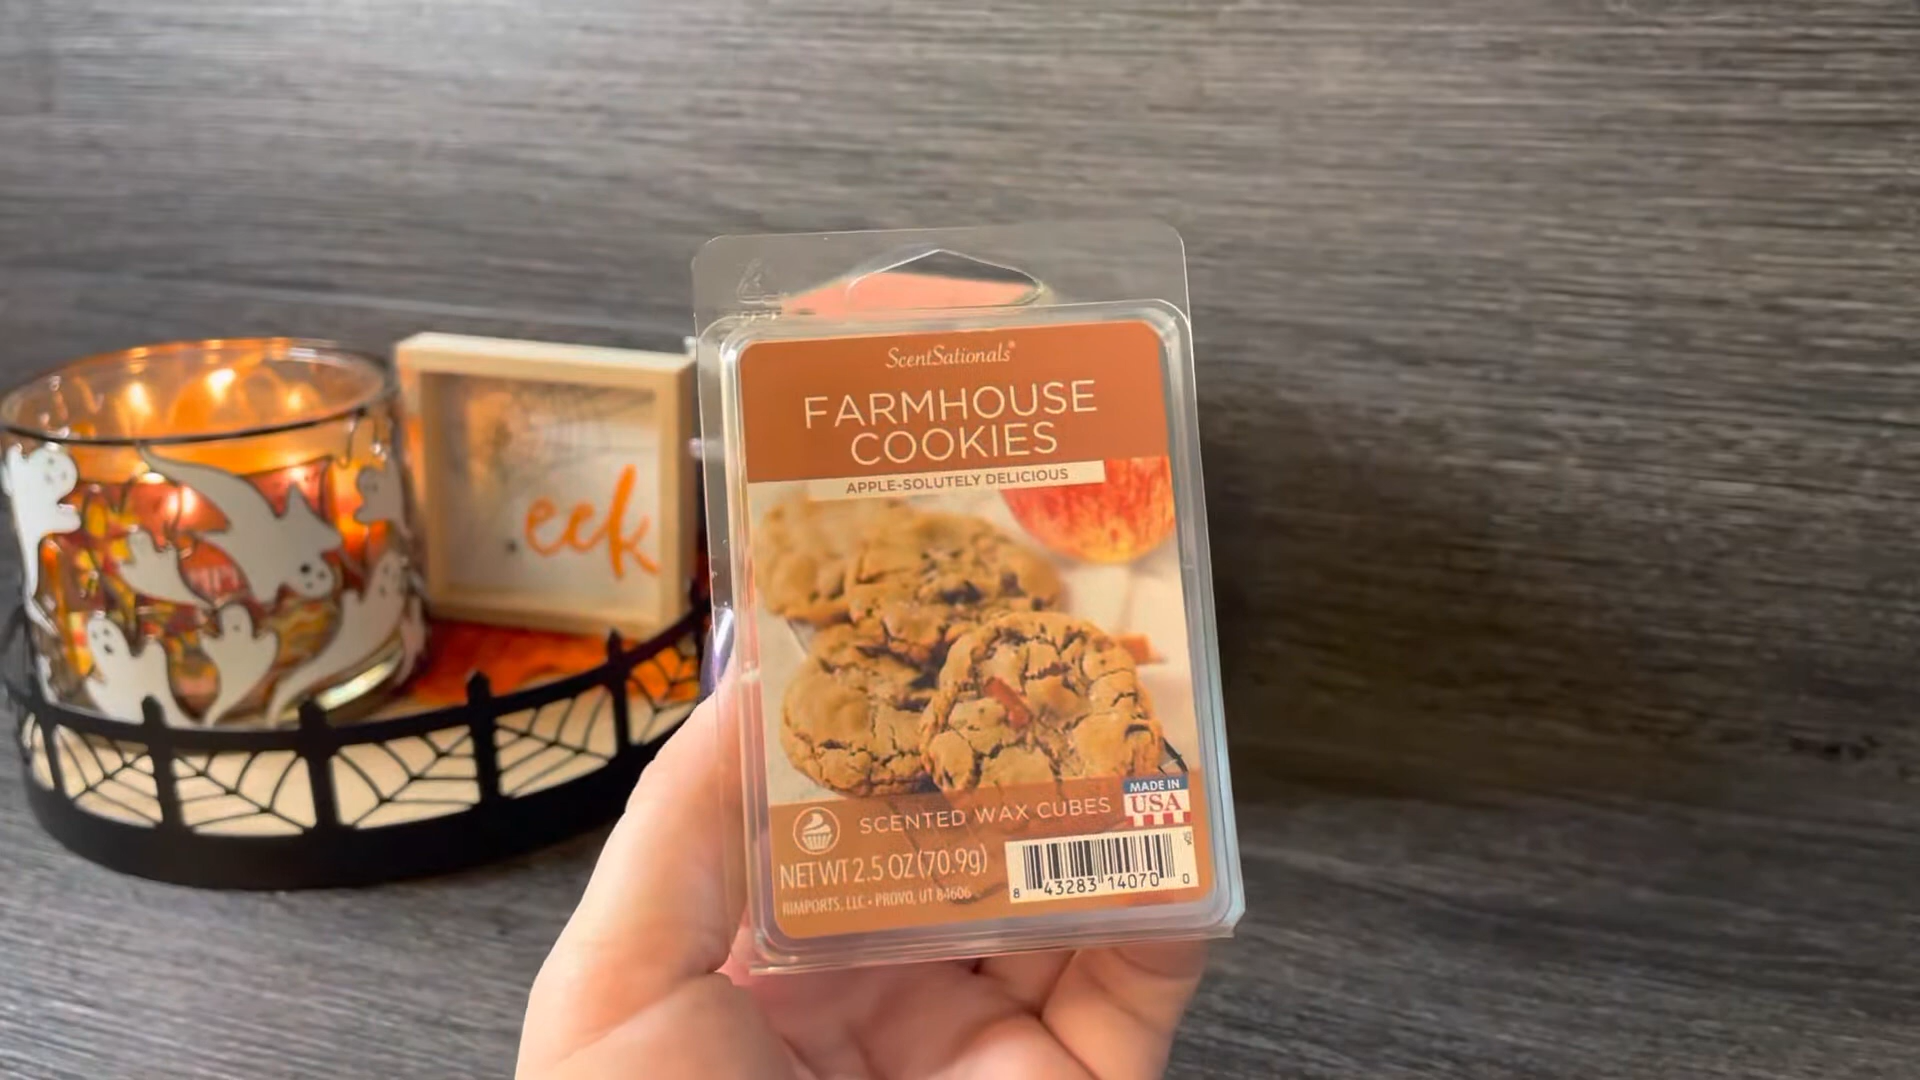 eek
ScentSationals®
FARMHOUSE
COOKIES
APPLE-SOLUTELY DELICIOUS
MADE IN
USA
SCENTED WAX CUBES
NET WT 2.5 OZ (70.9g)
RIMPORTS, LLC • PROVO, UT 84606
8 43283 14070 0